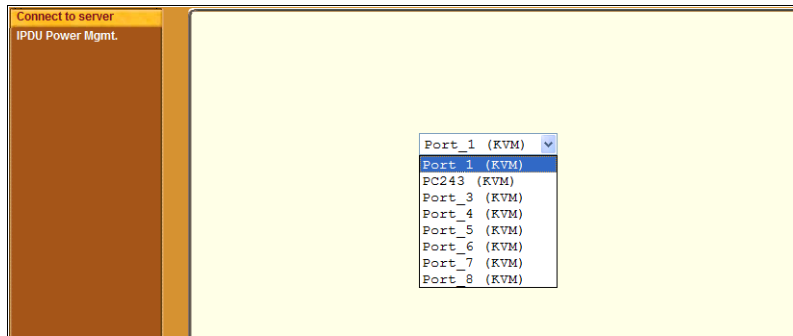 Connect to server
IPDU Power Mgmt.
Port_1 (KVM)
Port_1 (KVM)
PC243 (KVM)
Port_3 (KVM)
Port_4 (KVM)
Port_5 (KVM)
Port_6 (KVM)
Port_7 (KVM)
Port_8 (KVM)